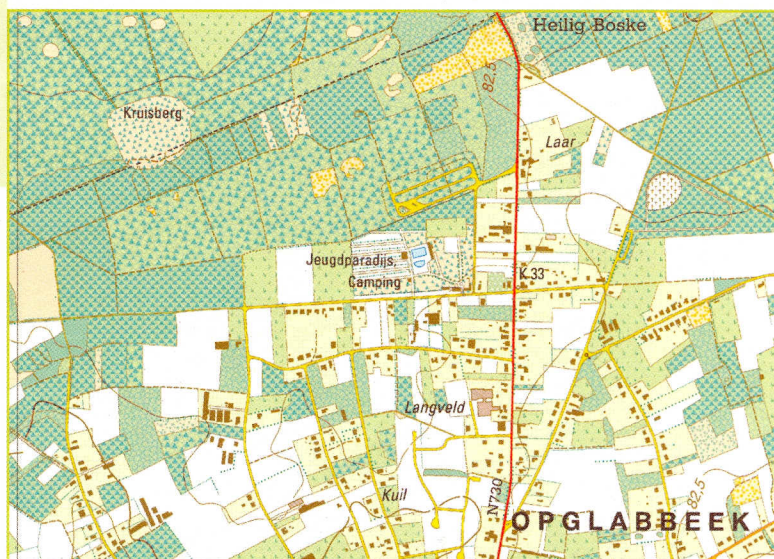 Heilig Boske
82.5
Kruisberg
Laar
Jeugdparadijs
Camping
K.33
Langveld
Kuil
N730
82.5
OPGLABBEEK